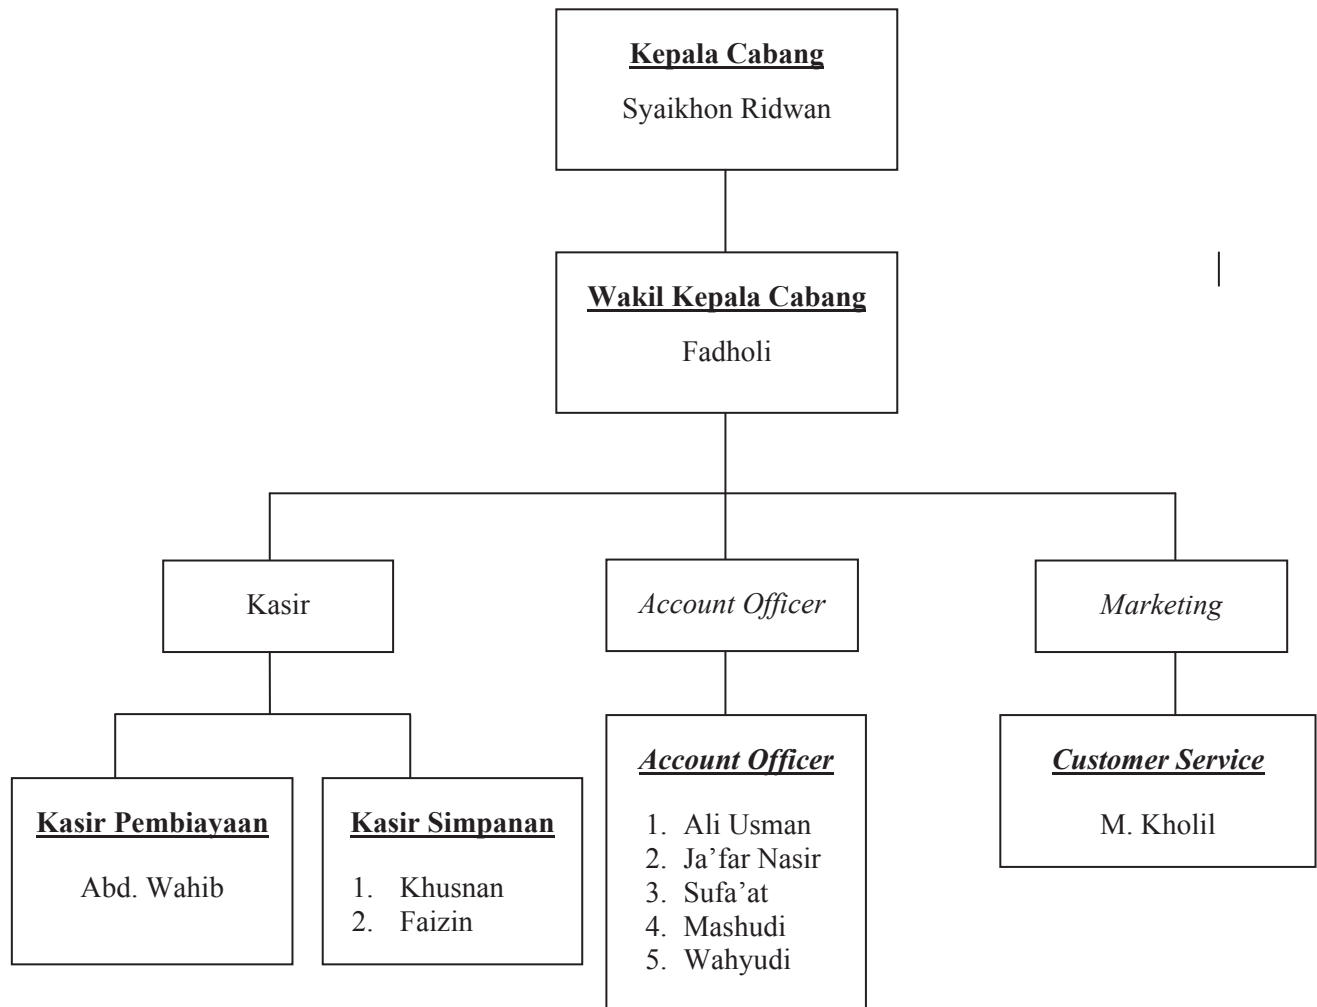 Kepala Cabang
Syaikhon Ridwan
Wakil Kepala Cabang
Fadholi
Kasir
Account Officer
Marketing
Kasir Pembiayaan
Abd. Wahib
Kasir Simpanan
1. Khusnan
2. Faizin
Account Officer
1. Ali Usman
2. Ja’far Nasir
3. Sufa’at
4. Mashudi
5. Wahyudi
Customer Service
M. Kholil